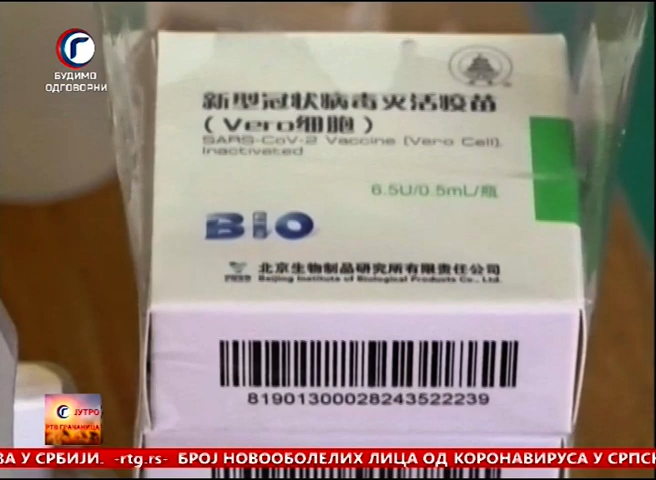 БУДИМО
ОДГОВОРНИ
新型冠状病毒灭活疫苗
(Vero细胞)
SARS-CoV-2 Vaccine (Vero Cell),
Inactivated
6.5U/0.5mL/瓶
BIO
北京生物制品研究所有限责任公司
Beijing Institute of Biological Products Co., Ltd.
81901300028243522239
ЈУТРО
РТВ ГРАЧАНИЦА
ВА У СРБИЈИ. -rtg.rs- БРОЈ НОВООБОЛЕЛИХ ЛИЦА ОД КОРОНАВИРУСА У СРПСК